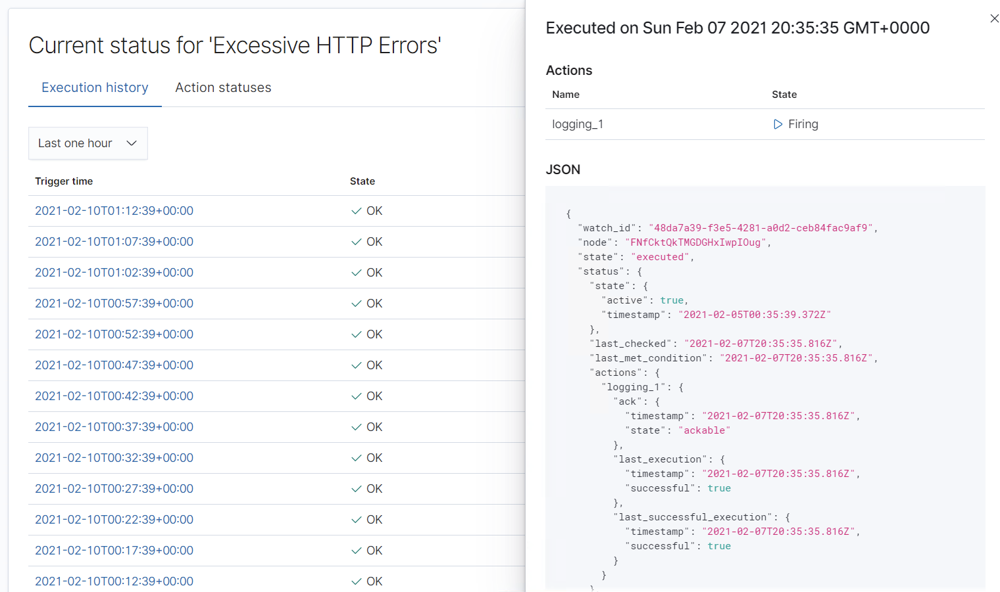 Current status for 'Excessive HTTP Errors'
Execution history
Action statuses
Last one hour
Trigger time State
2021-02-10T01:12:39+00:00 OK
2021-02-10T01:07:39+00:00 OK
2021-02-10T01:02:39+00:00 OK
2021-02-10T00:57:39+00:00 OK
2021-02-10T00:52:39+00:00 OK
2021-02-10T00:47:39+00:00 OK
2021-02-10T00:42:39+00:00 OK
2021-02-10T00:37:39+00:00 OK
2021-02-10T00:32:39+00:00 OK
2021-02-10T00:27:39+00:00 OK
2021-02-10T00:22:39+00:00 OK
2021-02-10T00:17:39+00:00 OK
2021-02-10T00:12:39+00:00 OK
Executed on Sun Feb 07 2021 20:35:35 GMT+0000
Actions
Name State
logging_1 Firing
JSON
{
"watch_id": "48da7a39-f3e5-4281-a0d2-ceb84fac9af9",
"node": "FNfCktQkTMGDGHxIwpIOug",
"state": "executed",
"status": {
"state": {
"active": true,
"timestamp": "2021-02-05T00:35:39.372Z"
},
"last_checked": "2021-02-07T20:35:35.816Z",
"last_met_condition": "2021-02-07T20:35:35.816Z",
"actions": {
"logging_1": {
"ack": {
"timestamp": "2021-02-07T20:35:35.816Z",
"state": "ackable"
},
"last_execution": {
"timestamp": "2021-02-07T20:35:35.816Z",
"successful": true
},
"last_successful_execution": {
"timestamp": "2021-02-07T20:35:35.816Z",
"successful": true
}
}